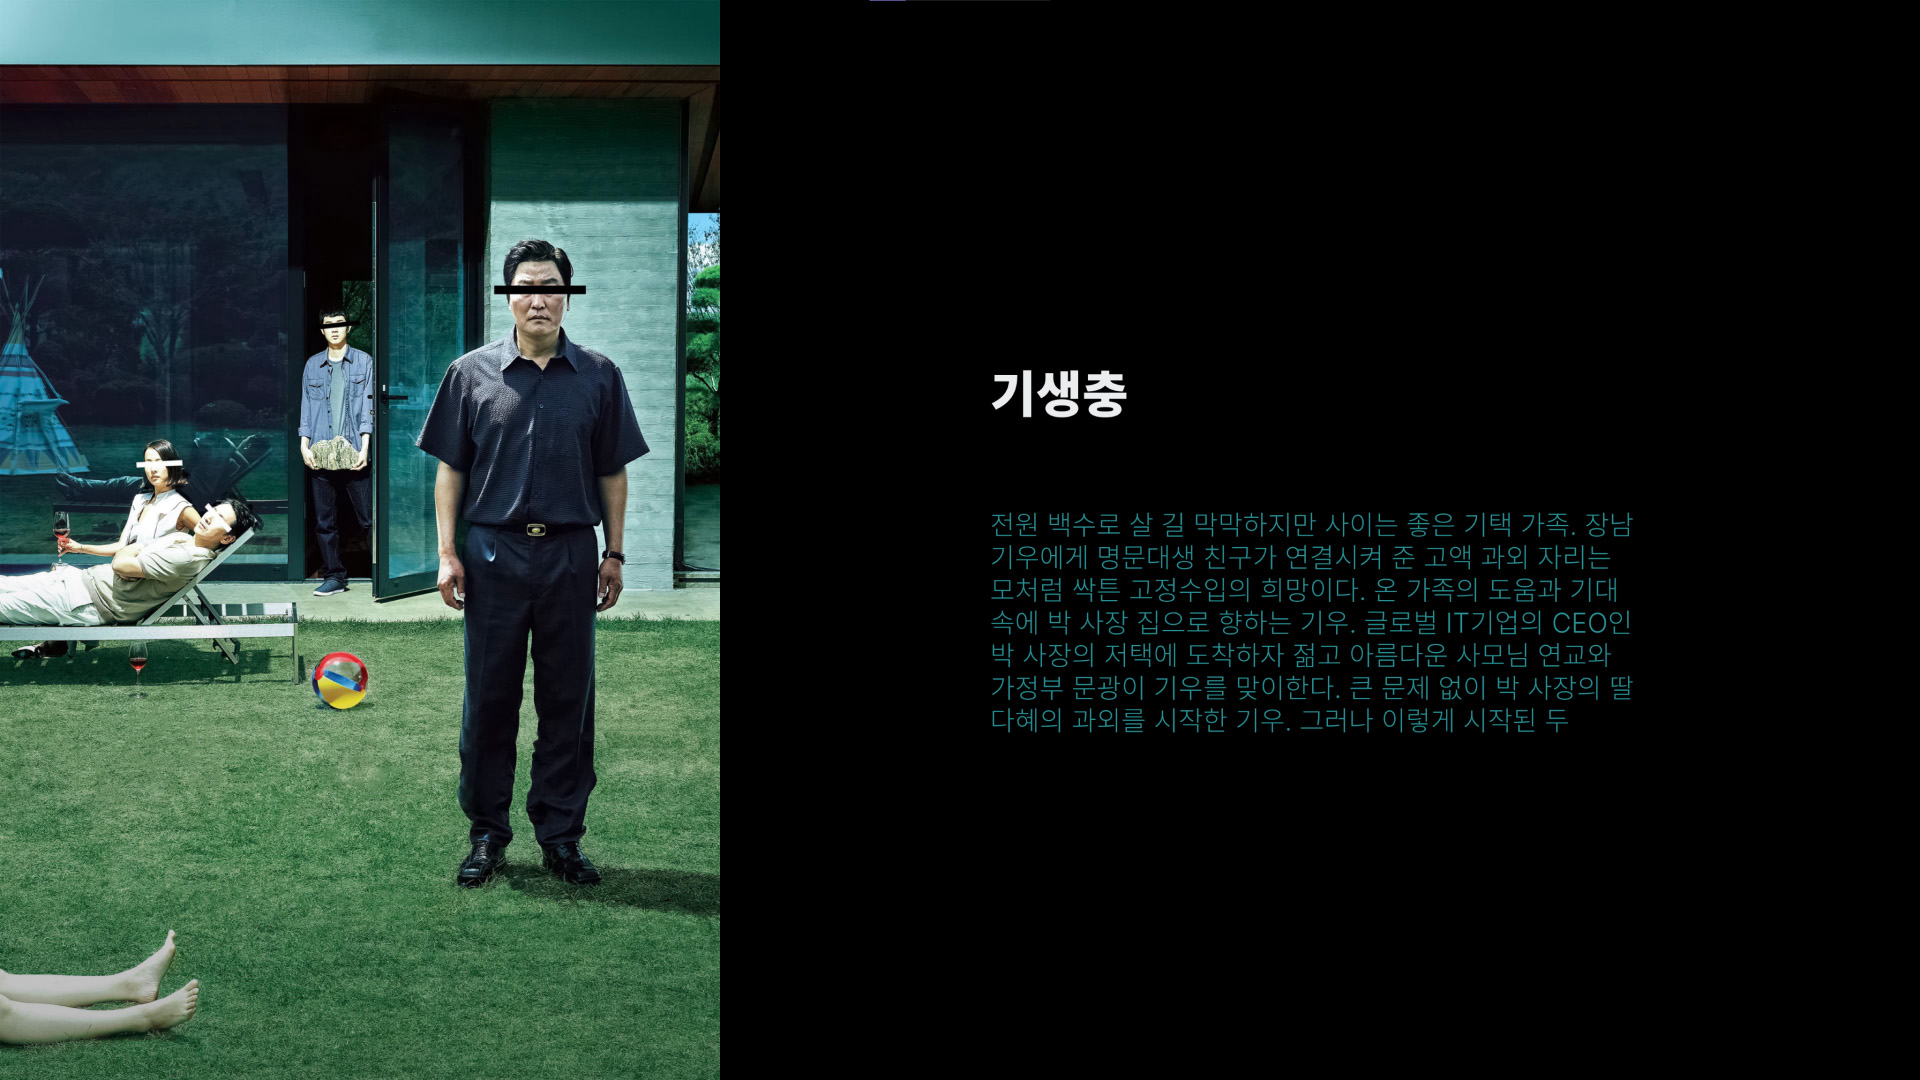 기생충
전원 백수로 살 길 막막하지만 사이는 좋은 기택 가족. 장남
기우에게 명문대생 친구가 연결시켜 준 고액 과외 자리는
모처럼 싹튼 고정수입의 희망이다. 온 가족의 도움과 기대
속에 박 사장 집으로 향하는 기우. 글로벌 IT기업의 CEO인
박 사장의 저택에 도착하자 젊고 아름다운 사모님 연교와
가정부 문광이 기우를 맞이한다. 큰 문제 없이 박 사장의 딸
다혜의 과외를 시작한 기우. 그러나 이렇게 시작된 두